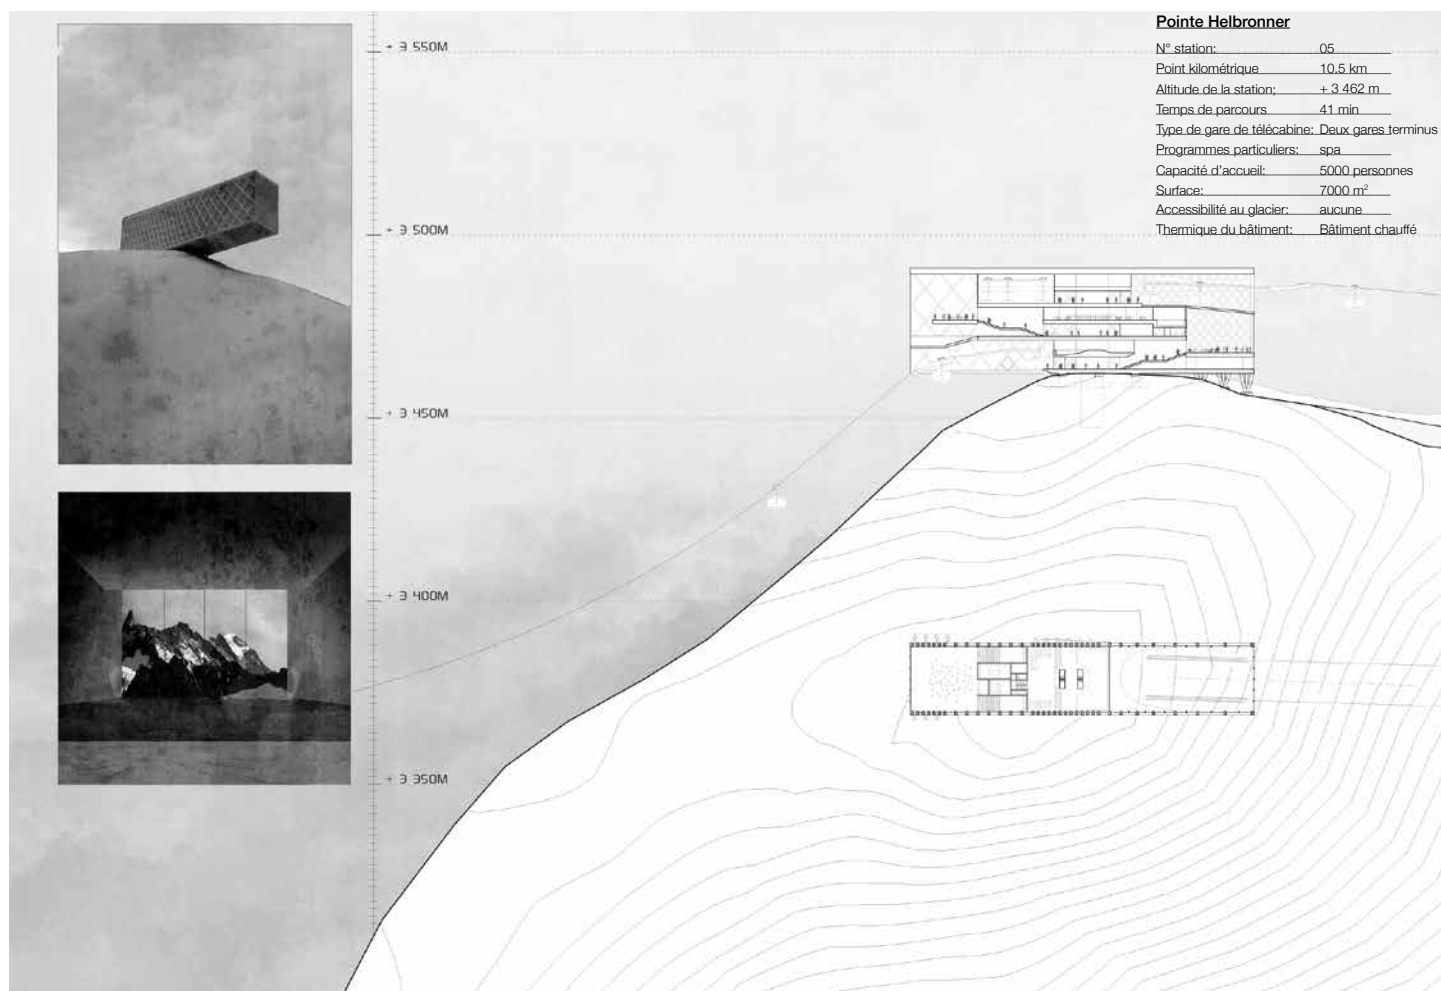 Pointe Helbronner
N° station: 05
Point kilométrique 10.5 km
Altitude de la station; + 3 462 m
Temps de parcours 41 min
Type de gare de télécabine: Deux gares terminus
Programmes particuliers: spa
Capacité d'accueil: 5000 personnes
Surface: 7000 m²
Accessibilité au glacier: aucune
Thermique du bâtiment: Bâtiment chauffé
+ 3 550M
+ 3 500M
+ 3 450M
+ 3 400M
+ 3 350M